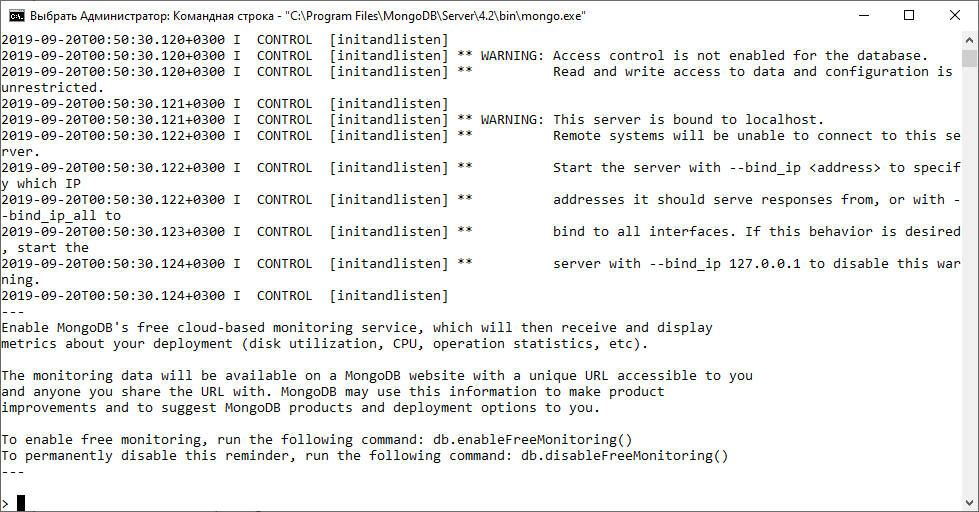 Выбрать Администратор: Командная строка - "C:\Program Files\MongoDB\Server\4.2\bin\mongo.exe"
2019-09-20T00:50:30.120+0300 I  CONTROL  [initandlisten]
2019-09-20T00:50:30.120+0300 I  CONTROL  [initandlisten] ** WARNING: Access control is not enabled for the database.
2019-09-20T00:50:30.120+0300 I  CONTROL  [initandlisten] **          Read and write access to data and configuration is
unrestricted.
2019-09-20T00:50:30.121+0300 I  CONTROL  [initandlisten]
2019-09-20T00:50:30.121+0300 I  CONTROL  [initandlisten] ** WARNING: This server is bound to localhost.
2019-09-20T00:50:30.122+0300 I  CONTROL  [initandlisten] **          Remote systems will be unable to connect to this se
rver.
2019-09-20T00:50:30.122+0300 I  CONTROL  [initandlisten] **          Start the server with --bind_ip <address> to specif
y which IP
2019-09-20T00:50:30.122+0300 I  CONTROL  [initandlisten] **          addresses it should serve responses from, or with -
-bind_ip_all to
2019-09-20T00:50:30.123+0300 I  CONTROL  [initandlisten] **          bind to all interfaces. If this behavior is desired
, start the
2019-09-20T00:50:30.124+0300 I  CONTROL  [initandlisten] **          server with --bind_ip 127.0.0.1 to disable this war
ning.
2019-09-20T00:50:30.124+0300 I  CONTROL  [initandlisten]
---
Enable MongoDB's free cloud-based monitoring service, which will then receive and display
metrics about your deployment (disk utilization, CPU, operation statistics, etc).

The monitoring data will be available on a MongoDB website with a unique URL accessible to you
and anyone you share the URL with. MongoDB may use this information to make product
improvements and to suggest MongoDB products and deployment options to you.

To enable free monitoring, run the following command: db.enableFreeMonitoring()
To permanently disable this reminder, run the following command: db.disableFreeMonitoring()
---

>